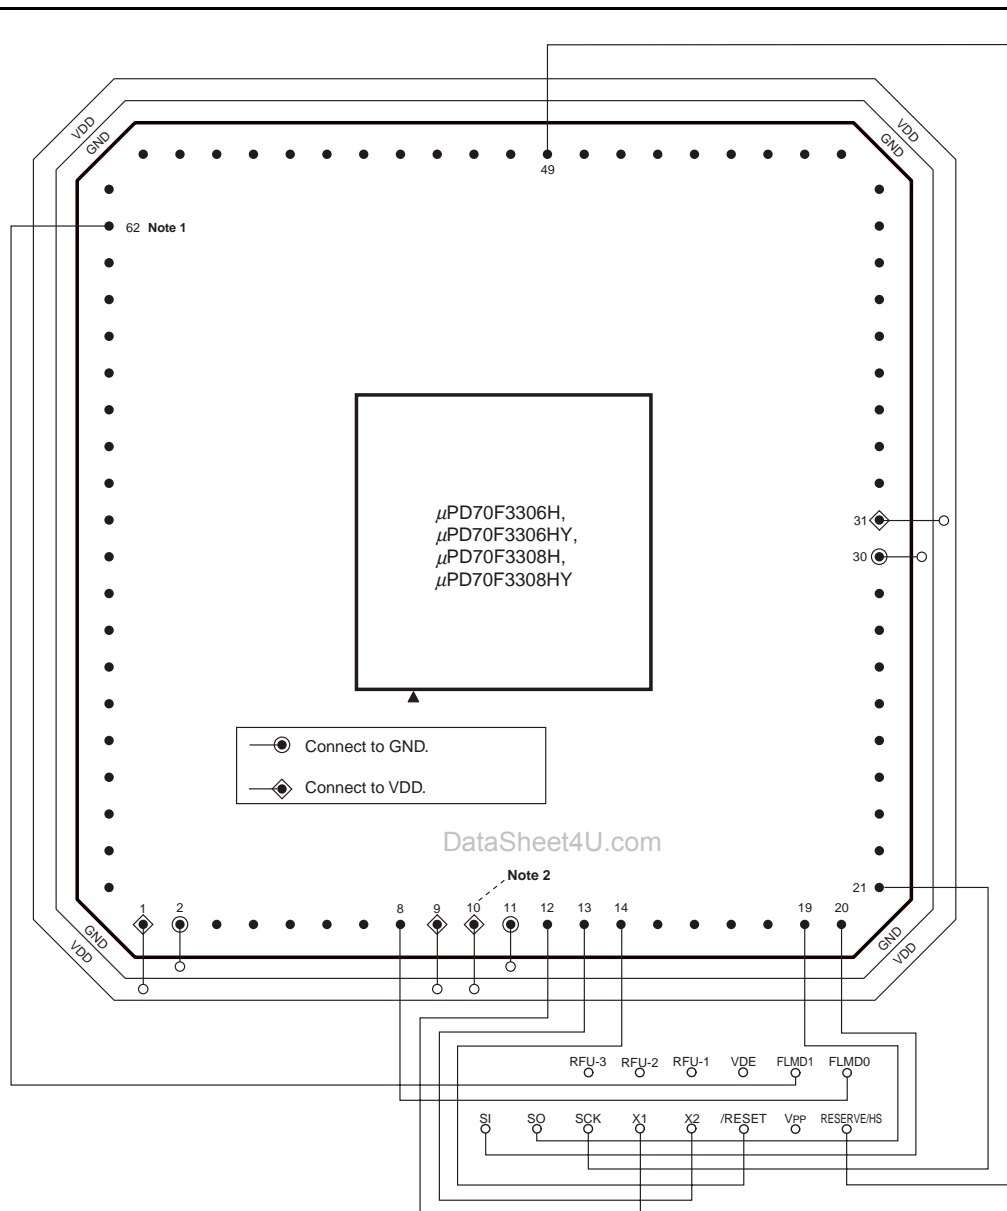 VDD
GND
VDD
GND
49
62 Note 1
31
30
μPD70F3306H,
μPD70F3306HY,
μPD70F3308H,
μPD70F3308HY
Connect to GND.
Connect to VDD.
DataSheet4U.com
Note 2
21
1 2 8 9 10 11 12 13 14 19 20
GND
VDD
GND
VDD
RFU-3 RFU-2 RFU-1 VDE FLMD1 FLMD0
SI SO SCK X1 X2 /RESET VPP RESERVE/HS